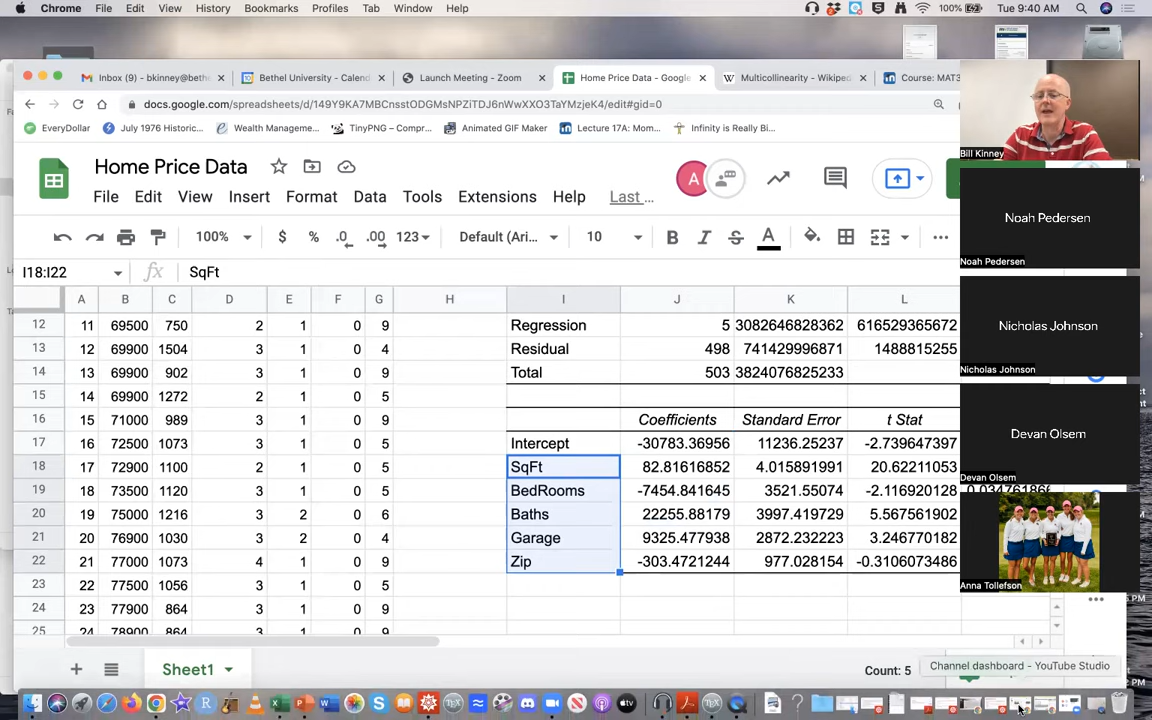 Chrome File Edit View History Bookmarks Profiles Tab Window Help 100% Tue 9:40 AM
Inbox (9) - bkinney@beth × Bethel University - Calend × Launch Meeting - Zoom × Home Price Data - Google × Multicollinearity - Wikiped × Course: MAT3
docs.google.com/spreadsheets/d/149Y9KA7MBCnsstODGMsNPZiTDJ6nWwXXO3TaYMzjeK4/edit#gid=0
EveryDollar July 1976 Historic... Wealth Manageme... TinyPNG – Compr... Animated GIF Maker Lecture 17A: Mom... Infinity is Really Bi...
Bill Kinney
Home Price Data
A
File Edit View Insert Format Data Tools Extensions Help Last ...
Noah Pedersen
100% $ % .0 .00 123 Default (Ari... 10 B I S A
Noah Pedersen
I18:I22 fx SqFt
A B C D E F G H I J K L
12 11 69500 750 2 1 0 9 Regression 5 3082646828362 616529365672
Nicholas Johnson
13 12 69900 1504 3 1 0 4 Residual 498 741429996871 1488815255
14 13 69900 902 3 1 0 9 Total 503 3824076825233
Nicholas Johnson
15 14 69900 1272 2 1 0 5
16 15 71000 989 3 1 0 9 Coefficients Standard Error t Stat
17 16 72500 1073 3 1 0 5 Intercept -30783.36956 11236.25237 -2.739647397
Devan Olsem
18 17 72900 1100 2 1 0 5 SqFt 82.81616852 4.015891991 20.62211053
Devan Olsem
19 18 73500 1120 3 1 0 5 BedRooms -7454.841645 3521.55074 -2.116920128
20 19 75000 1216 3 2 0 6 Baths 22255.88179 3997.419729 5.567561902
21 20 76900 1030 3 2 0 4 Garage 9325.477938 2872.232223 3.246770182
22 21 77000 1073 4 1 0 9 Zip -303.4721244 977.028154 -0.3106073486
23 22 77500 1056 3 1 0 5
Anna Tollefson
24 23 77900 864 3 1 0 9
25 24 78900 864 3 1 0 9
+ Sheet1 Count: 5
Channel dashboard - YouTube Studio